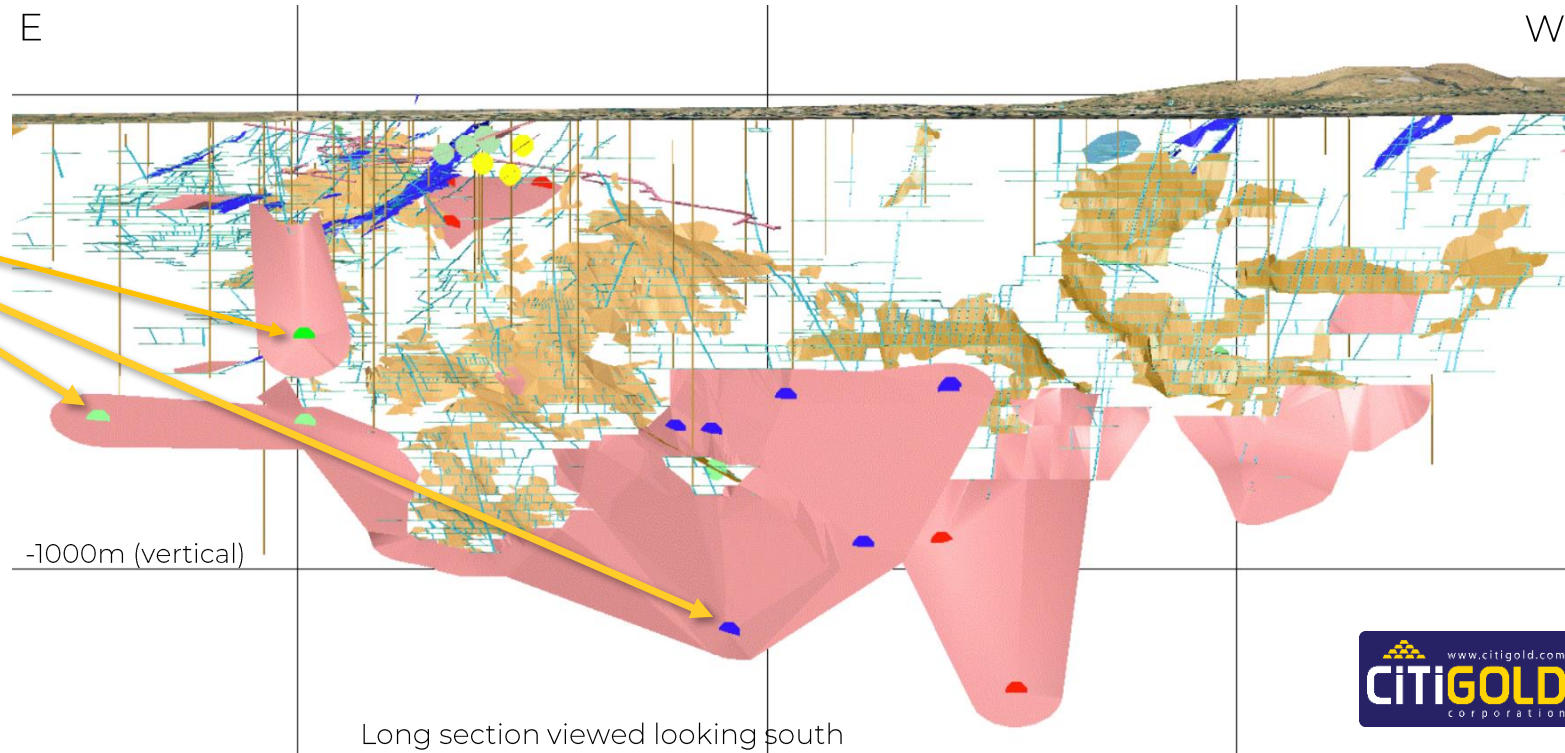 E
W
-1000m (vertical)
www.citigold.com
CiTiGOLD
corporation
Long section viewed looking south